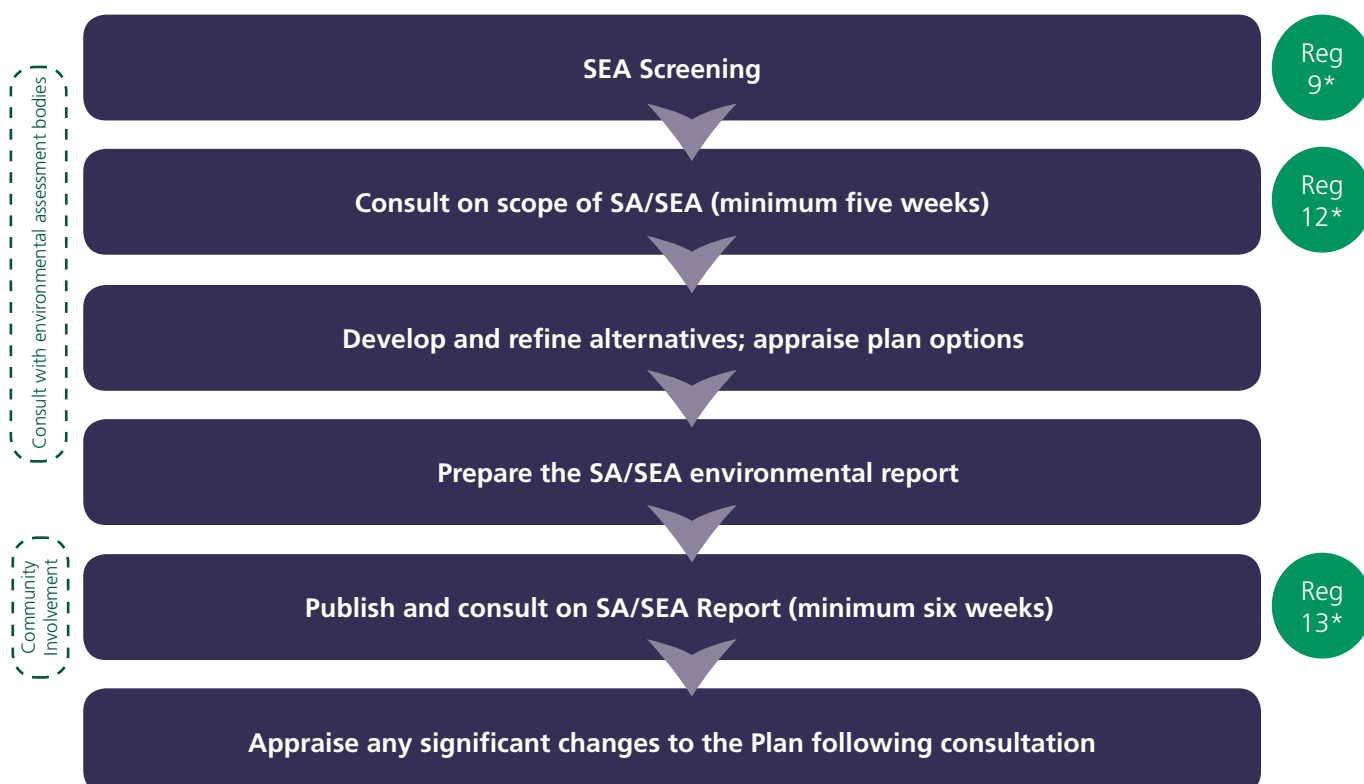 Consult with environmental assessment bodies
SEA Screening
Reg
9*
Consult on scope of SA/SEA (minimum five weeks)
Reg
12*
Develop and refine alternatives; appraise plan options
Prepare the SA/SEA environmental report
Community
Involvement
Publish and consult on SA/SEA Report (minimum six weeks)
Reg
13*
Appraise any significant changes to the Plan following consultation